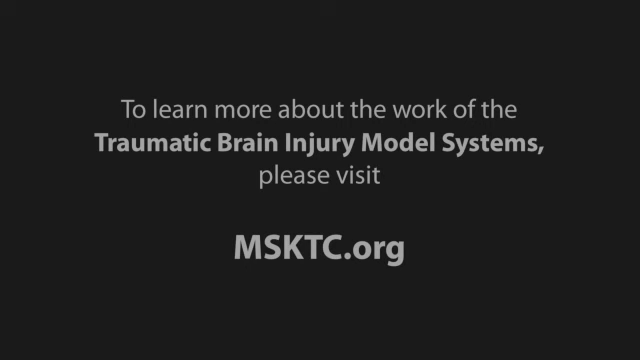 To learn more about the work of the
Traumatic Brain Injury Model Systems,
please visit
MSKTC.org